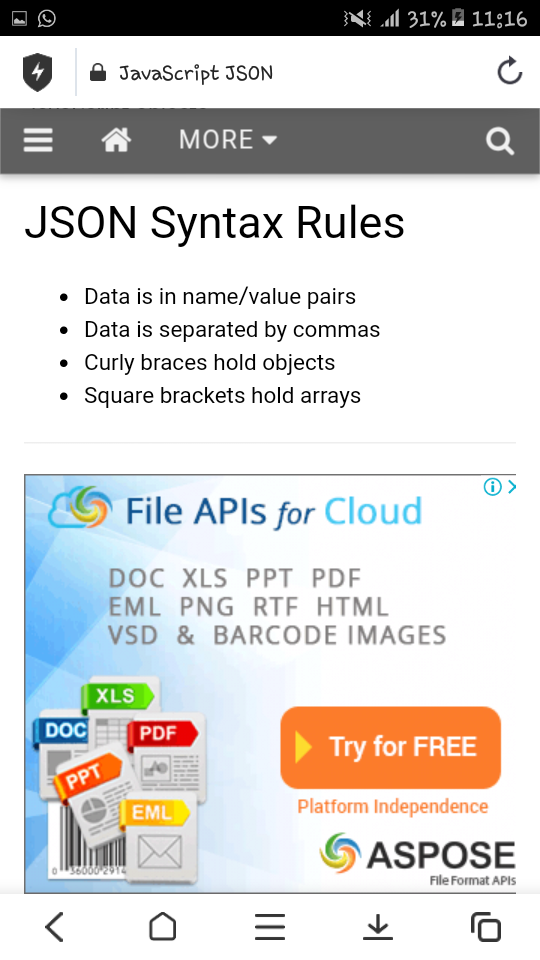 31% 11:16
JavaScript JSON
MORE
JSON Syntax Rules
Data is in name/value pairs
Data is separated by commas
Curly braces hold objects
Square brackets hold arrays
File APIs for Cloud
DOC XLS PPT PDF
EML PNG RTF HTML
VSD & BARCODE IMAGES
XLS
DOC
PDF
PPT
EML
0 36000 2914
Try for FREE
Platform Independence
ASPOSE
File Format APIs